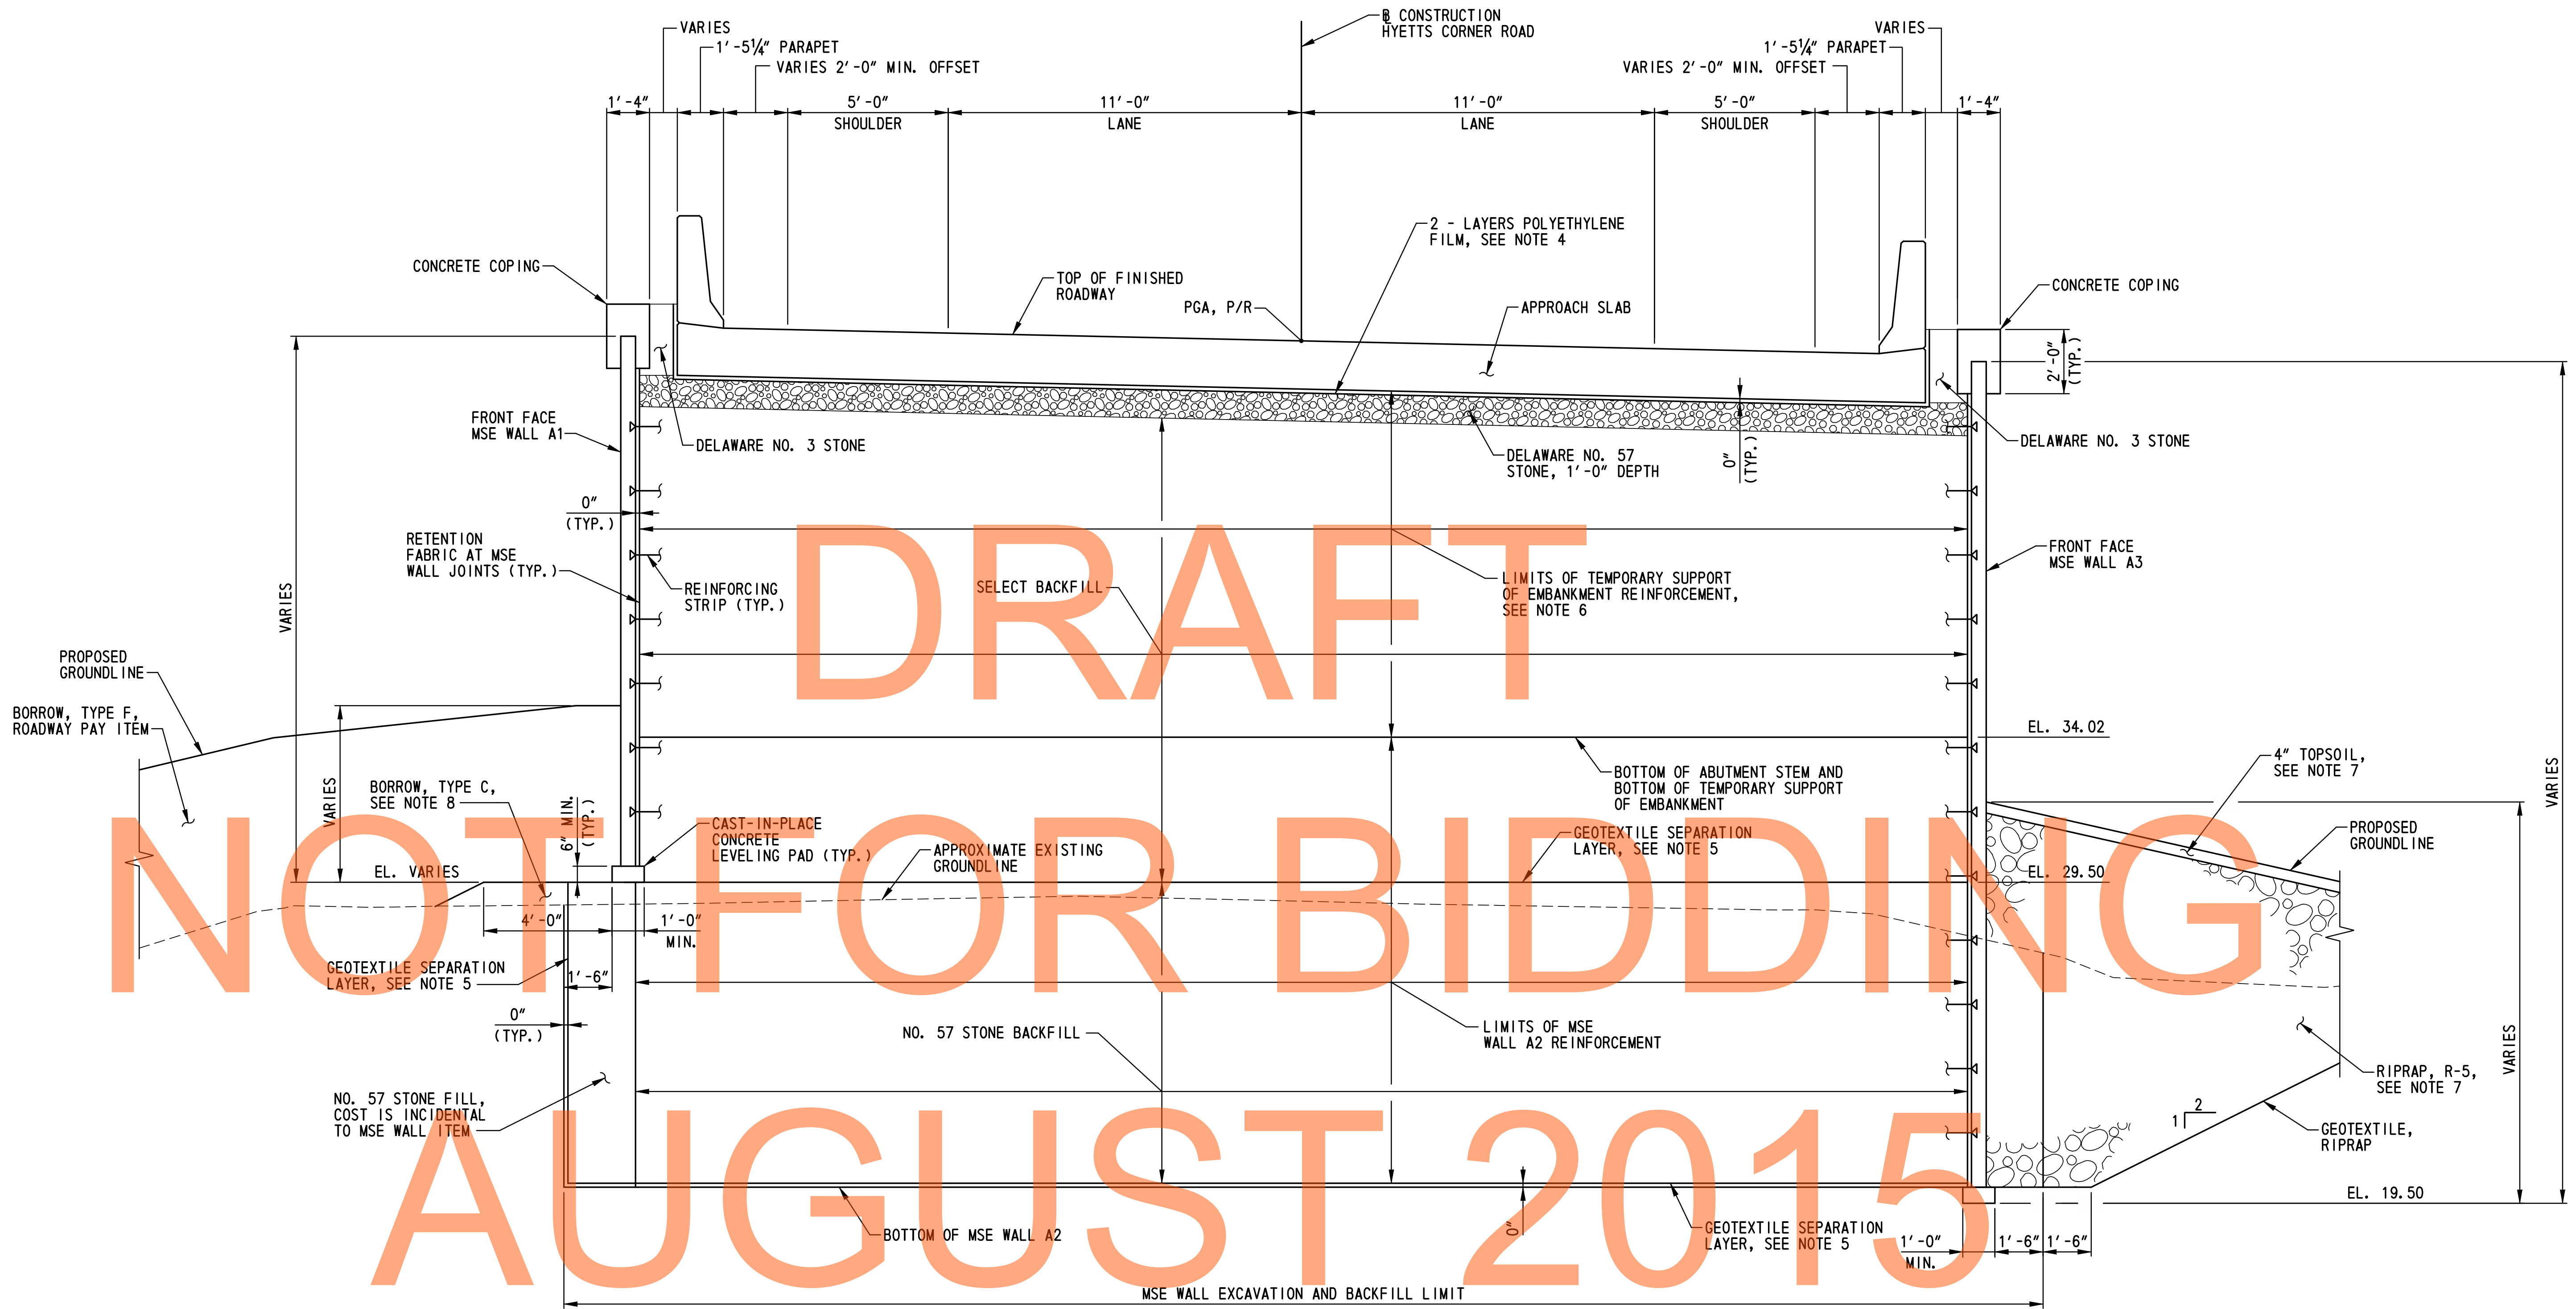 VARIES
1'-5¼" PARAPET
VARIES 2'-0" MIN. OFFSET
℄ CONSTRUCTION
HYETTS CORNER ROAD
VARIES
1'-5¼" PARAPET
VARIES 2'-0" MIN. OFFSET
1'-4"
5'-0"
SHOULDER
11'-0"
LANE
11'-0"
LANE
5'-0"
SHOULDER
1'-4"
2 - LAYERS POLYETHYLENE
FILM, SEE NOTE 4
CONCRETE COPING
TOP OF FINISHED
ROADWAY
PGA, P/R
APPROACH SLAB
CONCRETE COPING
2'-0"
(TYP.)
FRONT FACE
MSE WALL A1
DELAWARE NO. 3 STONE
DELAWARE NO. 57
STONE, 1'-0" DEPTH
0"
(TYP.)
DELAWARE NO. 3 STONE
0"
(TYP.)
RETENTION
FABRIC AT MSE
WALL JOINTS (TYP.)
REINFORCING
STRIP (TYP.)
SELECT BACKFILL
LIMITS OF TEMPORARY SUPPORT
OF EMBANKMENT REINFORCEMENT,
SEE NOTE 6
FRONT FACE
MSE WALL A3
VARIES
DRAFT
PROPOSED
GROUNDLINE
BORROW, TYPE F,
ROADWAY PAY ITEM
EL. 34.02
VARIES
BORROW, TYPE C,
SEE NOTE 8
6" MIN.
(TYP.)
CAST-IN-PLACE
CONCRETE
LEVELING PAD (TYP.)
BOTTOM OF ABUTMENT STEM AND
BOTTOM OF TEMPORARY SUPPORT
OF EMBANKMENT
4" TOPSOIL,
SEE NOTE 7
VARIES
APPROXIMATE EXISTING
GROUNDLINE
GEOTEXTILE SEPARATION
LAYER, SEE NOTE 5
PROPOSED
GROUNDLINE
EL. VARIES
EL. 29.50
NOT FOR BIDDING
4'-0"
1'-0"
MIN.
GEOTEXTILE SEPARATION
LAYER, SEE NOTE 5
1'-6"
0"
(TYP.)
NO. 57 STONE BACKFILL
LIMITS OF MSE
WALL A2 REINFORCEMENT
VARIES
RIPRAP, R-5,
SEE NOTE 7
NO. 57 STONE FILL,
COST IS INCIDENTAL
TO MSE WALL ITEM
2
1
GEOTEXTILE,
RIPRAP
AUGUST 2015
EL. 19.50
BOTTOM OF MSE WALL A2
0"
GEOTEXTILE SEPARATION
LAYER, SEE NOTE 5
1'-0"
MIN.
1'-6"
1'-6"
MSE WALL EXCAVATION AND BACKFILL LIMIT